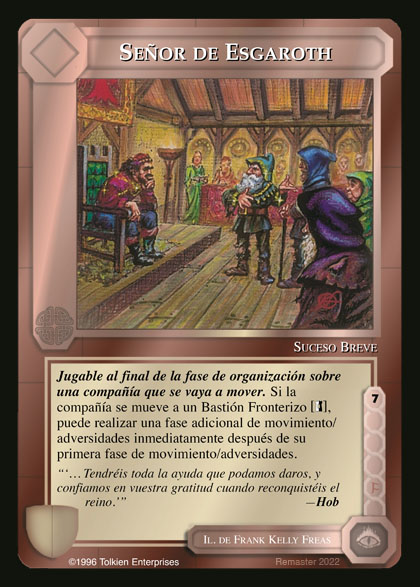 Señor de Esgaroth
Suceso Breve
Jugable al final de la fase de organización sobre
una compañía que se vaya a mover. Si la
compañía se mueve a un Bastión Fronterizo [],
puede realizar una fase adicional de movimiento/
adversidades inmediatamente después de su
primera fase de movimiento/adversidades.
7
“‘… Tendréis toda la ayuda que podamos daros, y
confiamos en vuestra gratitud cuando reconquistéis el
reino.’” –Hob
Il. de Frank Kelly Freas
©1996 Tolkien Enterprises
Remaster 2022